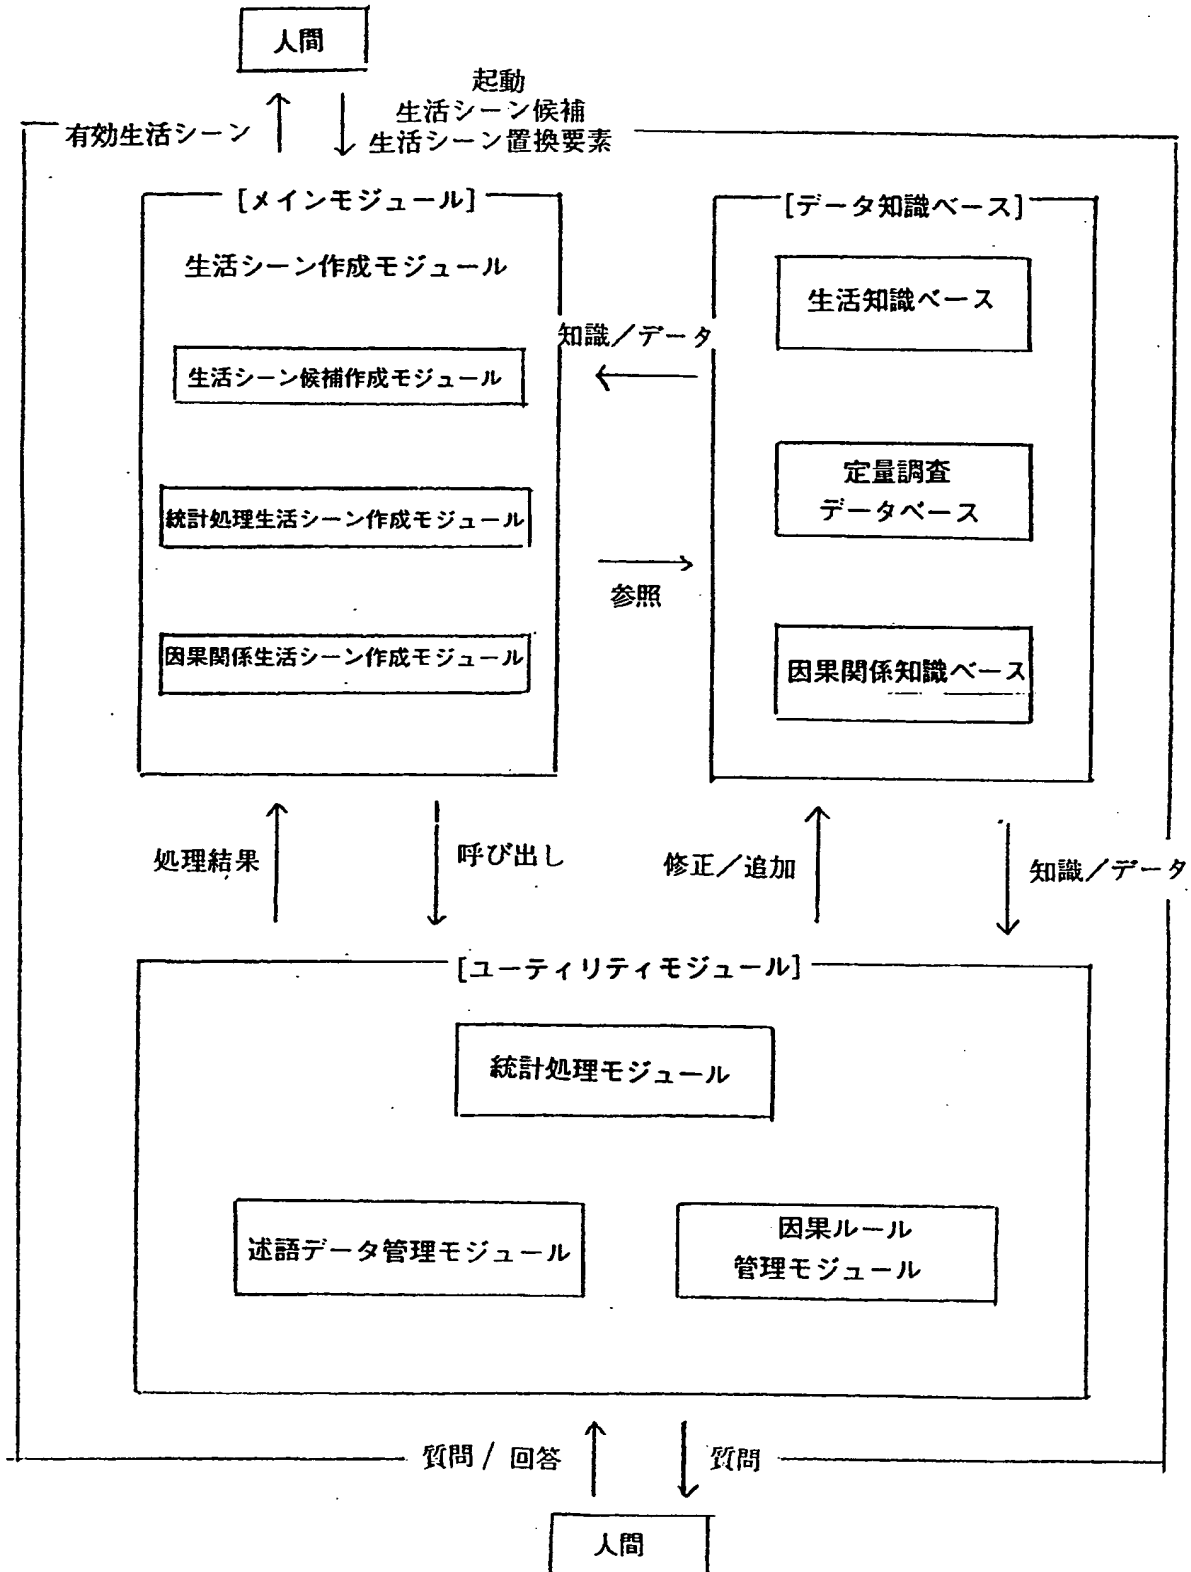 人間
起動
生活シーン候補
有効生活シーン
生活シーン置換要素
[メインモジュール]
生活シーン作成モジュール
生活シーン候補作成モジュール
統計処理生活シーン作成モジュール
因果関係生活シーン作成モジュール
知識／データ
参照
[データ知識ベース]
生活知識ベース
定量調査
データベース
因果関係知識ベース
処理結果
呼び出し
修正／追加
知識／データ
[ユーティリティモジュール]
統計処理モジュール
述語データ管理モジュール
因果ルール
管理モジュール
質問 / 回答
質問
人間